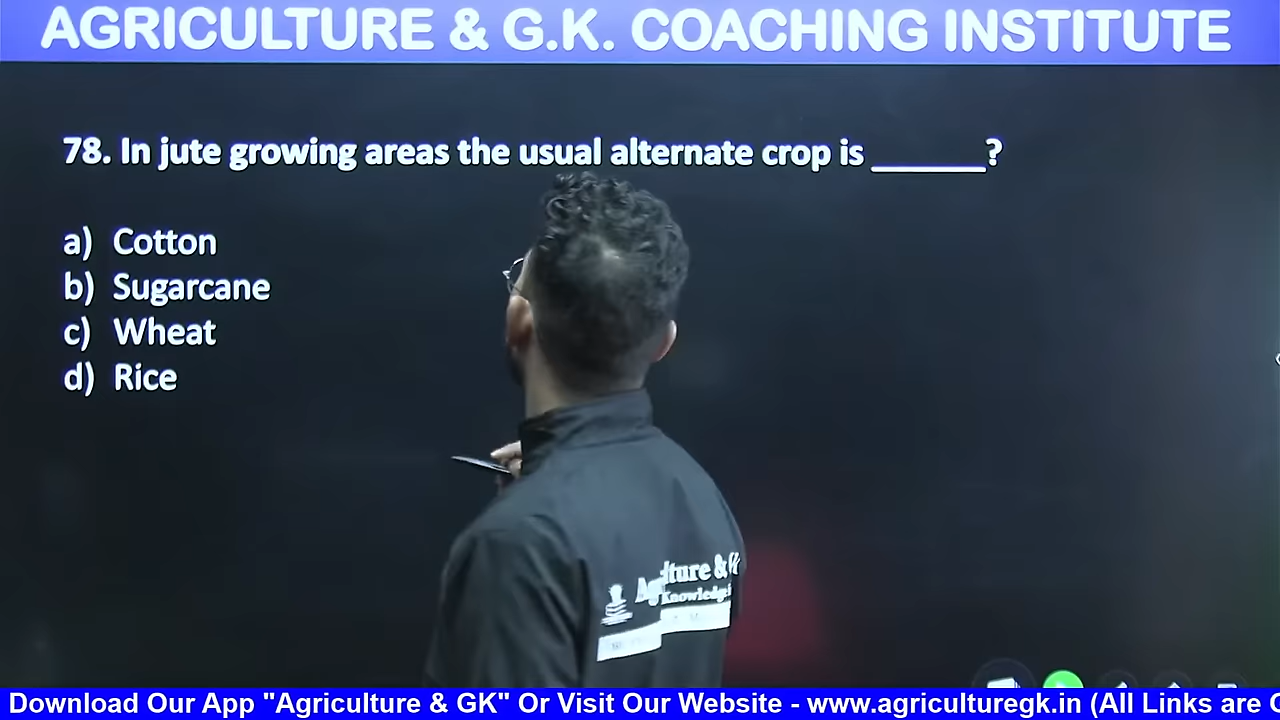 AGRICULTURE & G.K. COACHING INSTITUTE
78. In jute growing areas the usual alternate crop is _______?
a) Cotton
b) Sugarcane
c) Wheat
d) Rice
Knowledge
Download Our App "Agriculture & GK" Or Visit Our Website - www.agriculturegk.in (All Links are